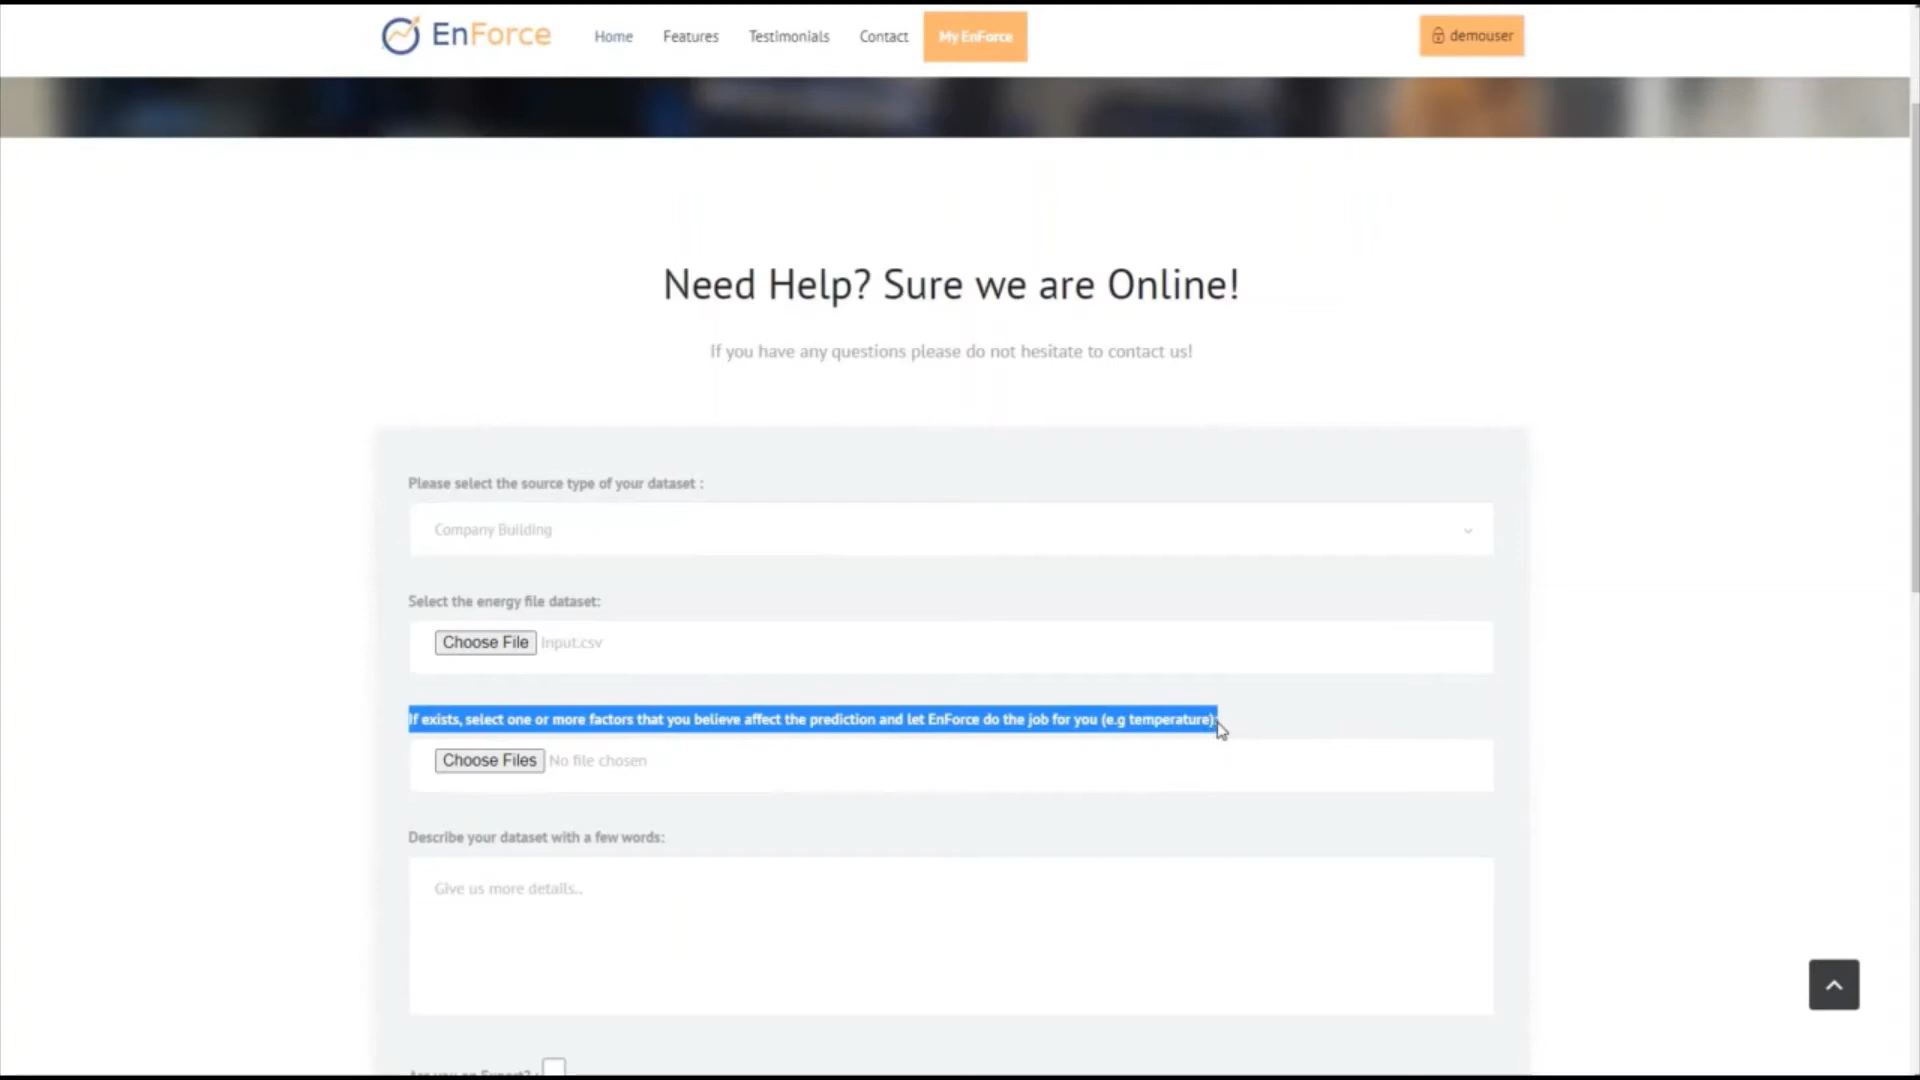 EnForce
Home Features Testimonials Contact My EnForce
demouser
Need Help? Sure we are Online!
If you have any questions please do not hesitate to contact us!
Please select the source type of your dataset :
Company Building
Select the energy file dataset:
Choose File Input.csv
If exists, select one or more factors that you believe affect the prediction and let EnForce do the job for you (e.g temperature):
Choose Files No file chosen
Describe your dataset with a few words:
Give us more details..
Are you an Expert? :